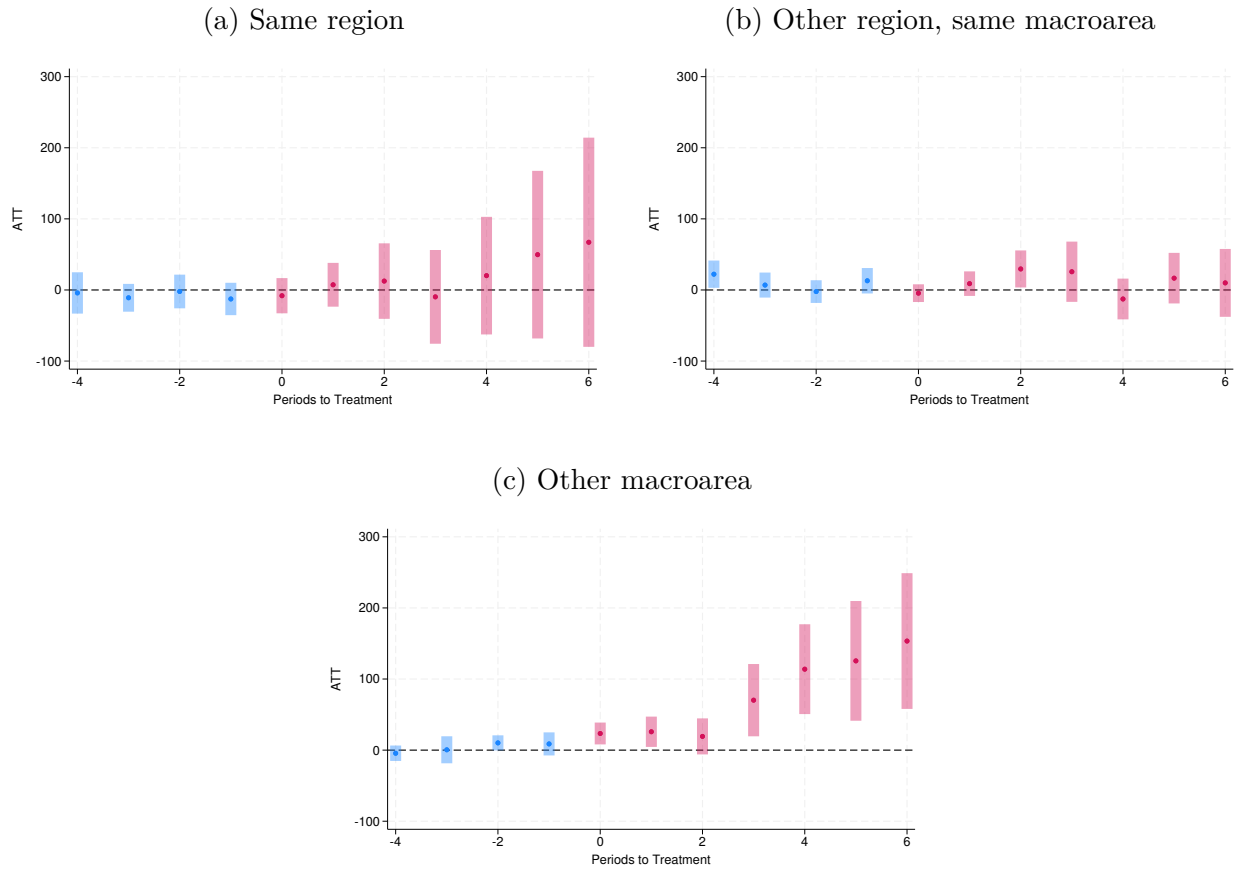 (a) Same region
300
200
100
0
-100
ATT
-4 -2 0 2 4 6
Periods to Treatment
(b) Other region, same macroarea
300
200
100
0
-100
ATT
-4 -2 0 2 4 6
Periods to Treatment
(c) Other macroarea
300
200
100
0
-100
ATT
-4 -2 0 2 4 6
Periods to Treatment